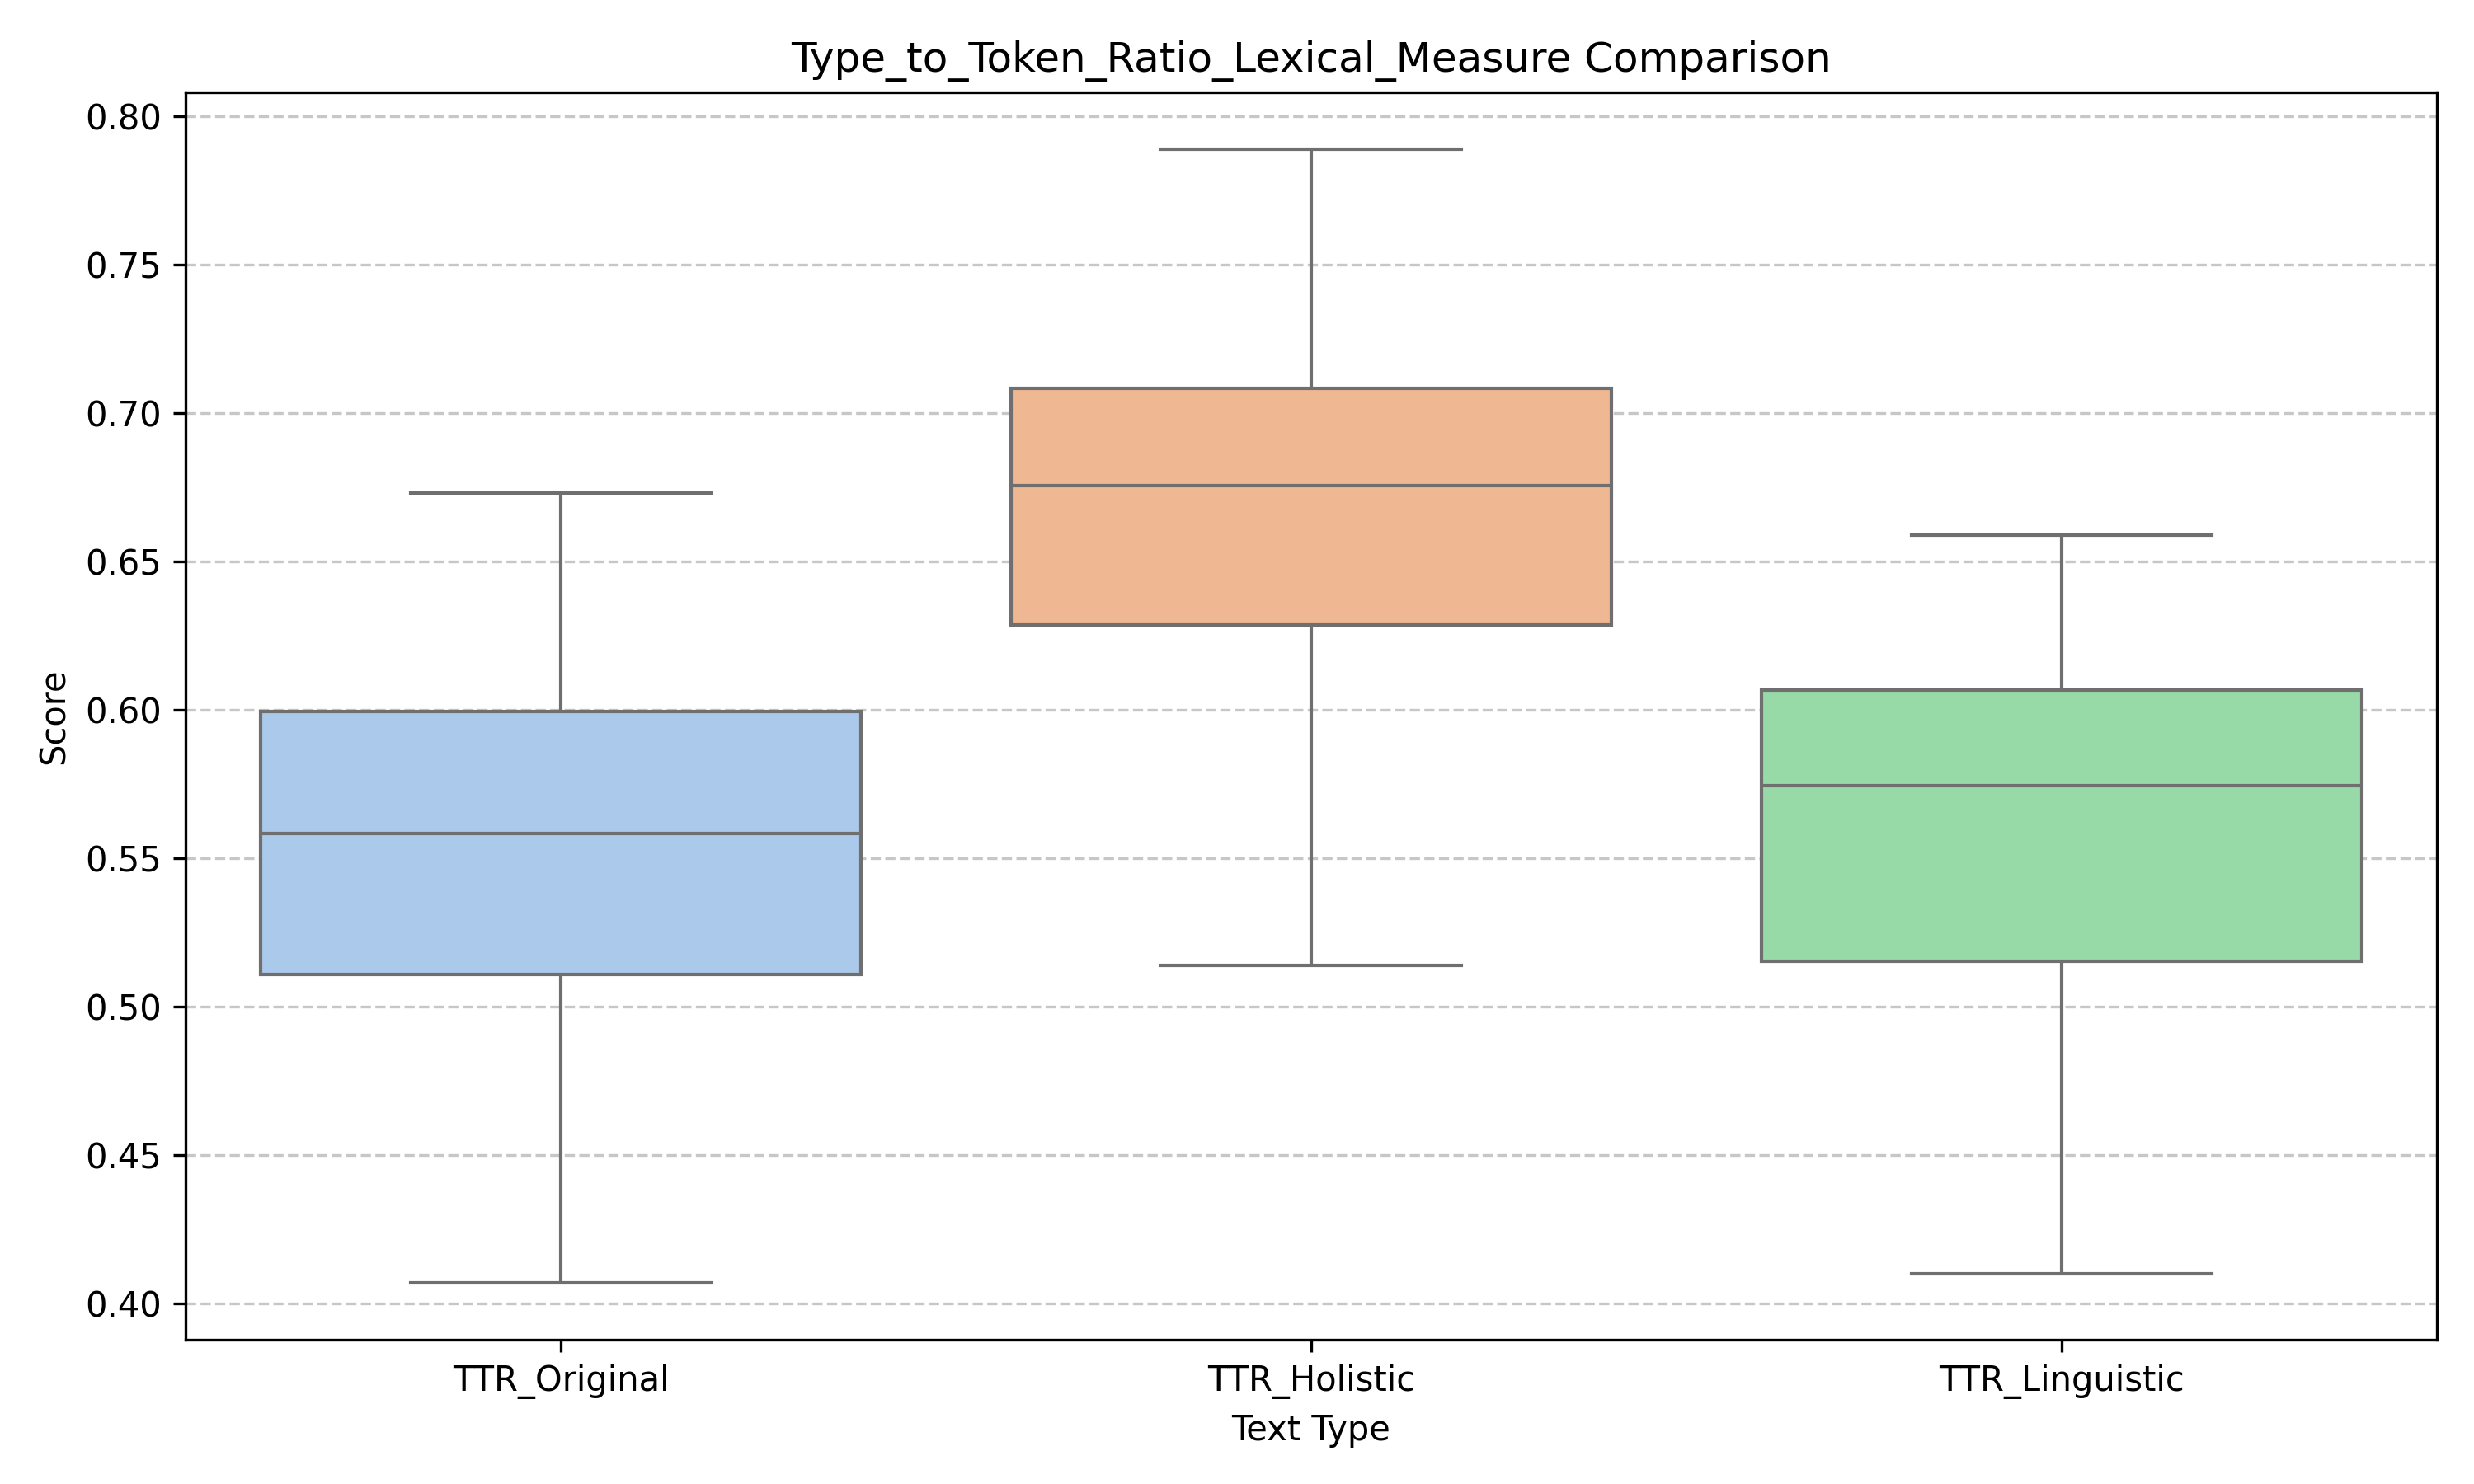 Type_to_Token_Ratio_Lexical_Measure Comparison
0.80
0.75
0.70
0.65
0.60
0.55
0.50
0.45
0.40
Score
TTR_Original
TTR_Holistic
TTR_Linguistic
Text Type